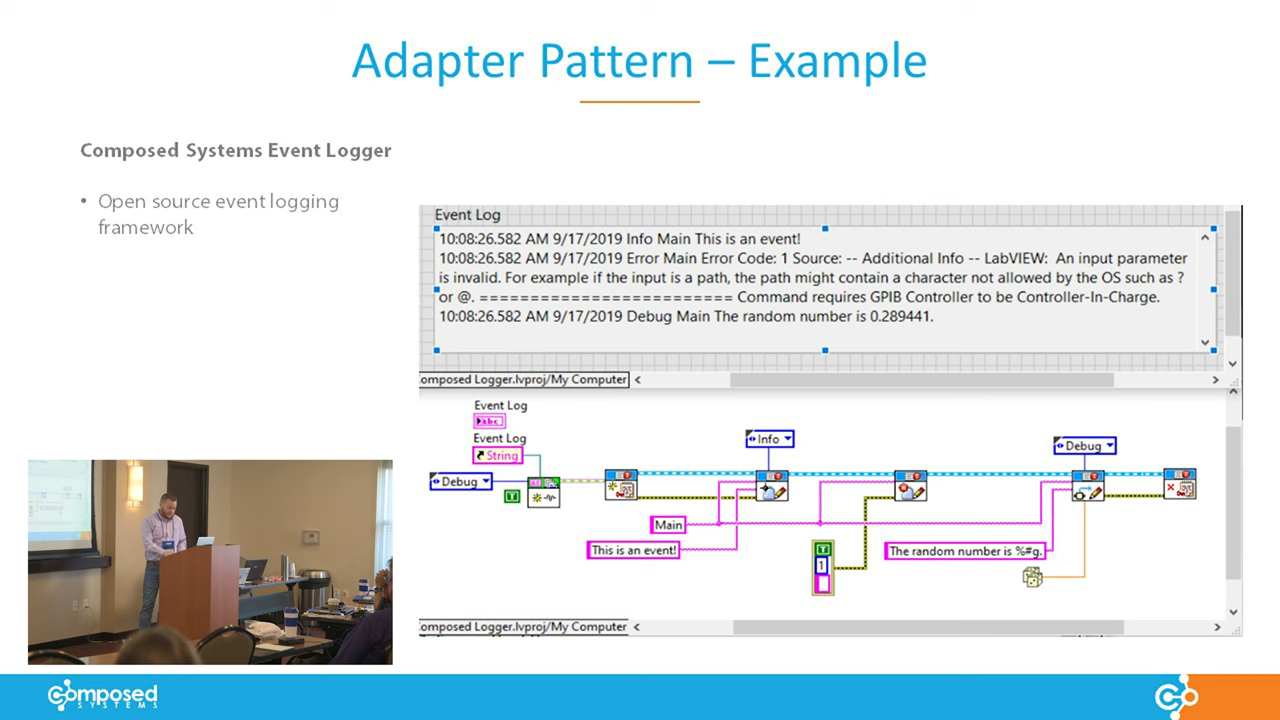 Adapter Pattern – Example
Composed Systems Event Logger
• Open source event logging
framework
Event Log
10:08:26.582 AM 9/17/2019 Info Main This is an event!
10:08:26.582 AM 9/17/2019 Error Main Error Code: 1 Source: -- Additional Info -- LabVIEW: An input parameter
is invalid. For example if the input is a path, the path might contain a character not allowed by the OS such as ?
or @. ========================= Command requires GPIB Controller to be Controller-In-Charge.
10:08:26.582 AM 9/17/2019 Debug Main The random number is 0.289441.
omposed Logger.lvproj/My Computer
Event Log
abc
Event Log
String
Debug
T
Info
Debug
Main
This is an event!
T
1
The random number is %#g.
omposed Logger.lvproj/My Computer
composed
SYSTEMS